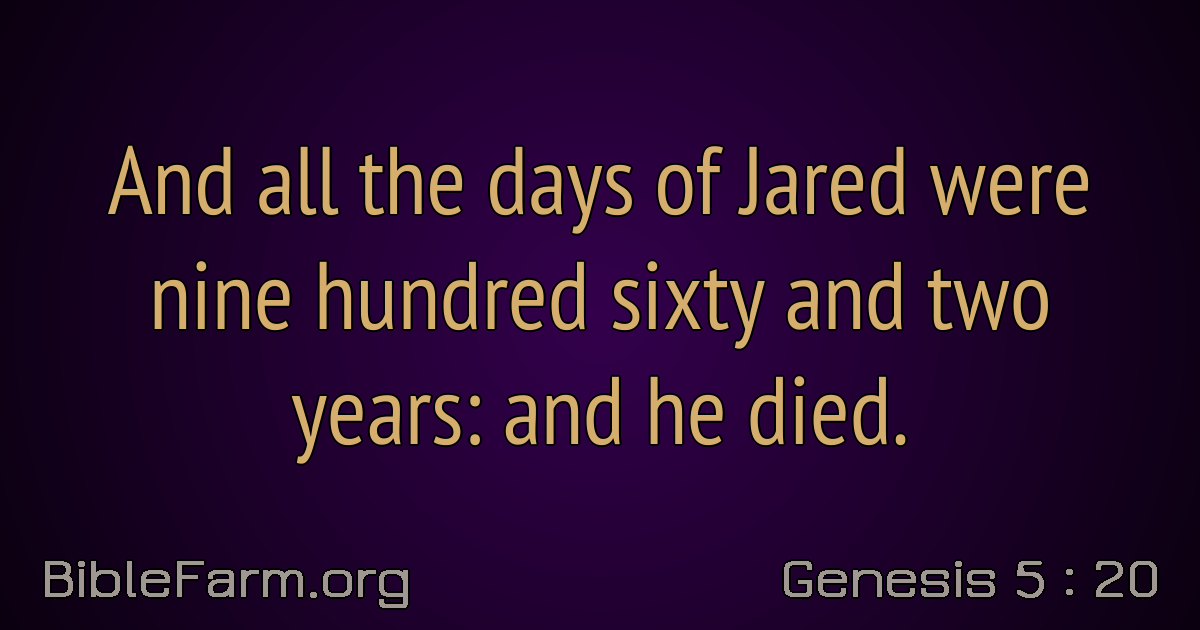 And all the days of Jared were
nine hundred sixty and two
years: and he died.
BibleFarm.org
Genesis 5 : 20